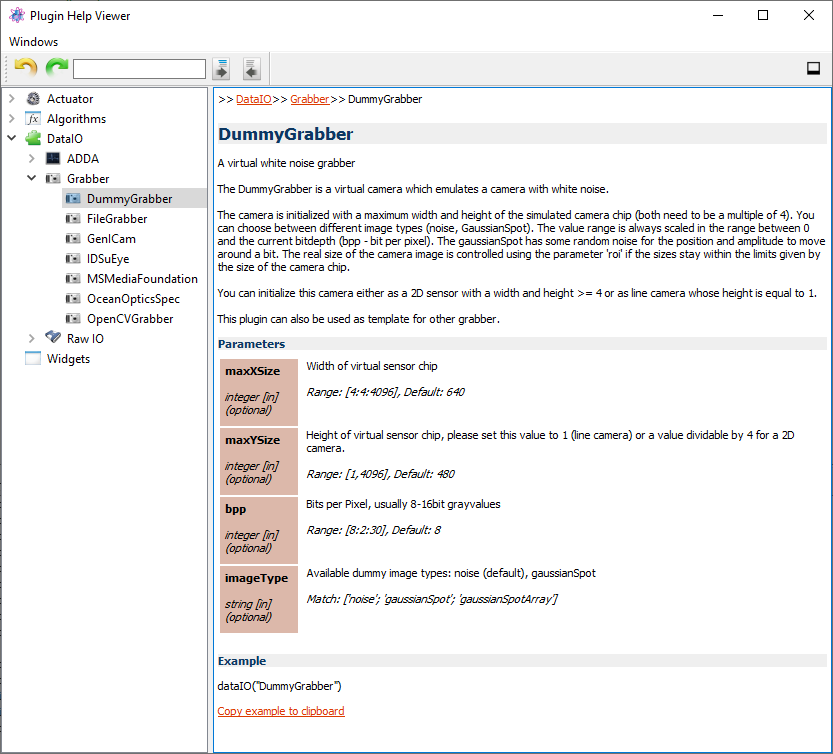 Plugin Help Viewer
Windows
Actuator
Algorithms
DataIO
ADDA
Grabber
DummyGrabber
FileGrabber
GenICam
IDSuEye
MSMediaFoundation
OceanOpticsSpec
OpenCVGrabber
Raw IO
Widgets
>> DataIO>> Grabber>> DummyGrabber
DummyGrabber
A virtual white noise grabber
The DummyGrabber is a virtual camera which emulates a camera with white noise.
The camera is initialized with a maximum width and height of the simulated camera chip (both need to be a multiple of 4). You
can choose between different image types (noise, GaussianSpot). The value range is always scaled in the range between 0
and the current bitdepth (bpp - bit per pixel). The gaussianSpot has some random noise for the position and amplitude to move
around a bit. The real size of the camera image is controlled using the parameter 'roi' if the sizes stay within the limits given by
the size of the camera chip.
You can initialize this camera either as a 2D sensor with a width and height >= 4 or as line camera whose height is equal to 1.
This plugin can also be used as template for other grabber.
Parameters
maxXSize
integer [in]
(optional)
Width of virtual sensor chip
Range: [4:4:4096], Default: 640
maxYSize
integer [in]
(optional)
Height of virtual sensor chip, please set this value to 1 (line camera) or a value dividable by 4 for a 2D
camera.
Range: [1,4096], Default: 480
bpp
integer [in]
(optional)
Bits per Pixel, usually 8-16bit grayvalues
Range: [8:2:30], Default: 8
imageType
string [in]
(optional)
Available dummy image types: noise (default), gaussianSpot
Match: ['noise'; 'gaussianSpot'; 'gaussianSpotArray']
Example
dataIO("DummyGrabber")
Copy example to clipboard